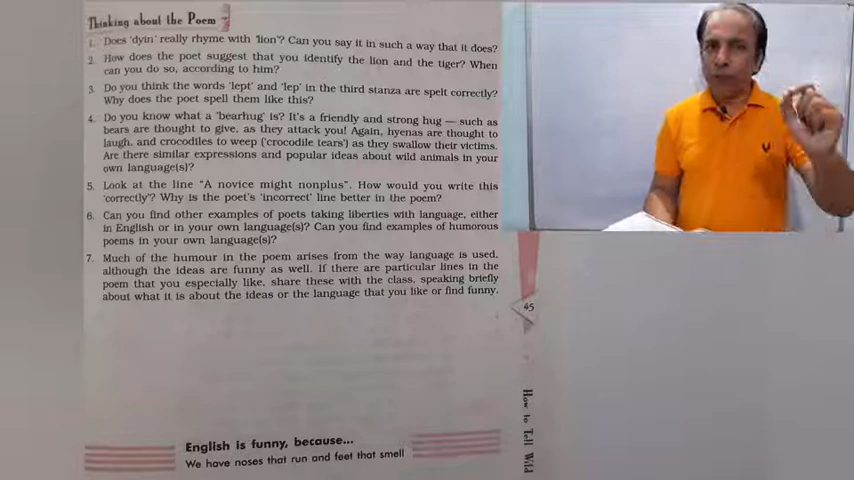 Thinking about the Poem
1. Does 'dyin' really rhyme with 'lion'? Can you say it in such a way that it does?
2. How does the poet suggest that you identify the lion and the tiger? When
can you do so, according to him?
3. Do you think the words 'lept' and 'lep' in the third stanza are spelt correctly?
Why does the poet spell them like this?
4. Do you know what a 'bearhug' is? It's a friendly and strong hug — such as
bears are thought to give, as they attack you! Again, hyenas are thought to
laugh, and crocodiles to weep ('crocodile tears') as they swallow their victims.
Are there similar expressions and popular ideas about wild animals in your
own language(s)?
5. Look at the line "A novice might nonplus". How would you write this
'correctly'? Why is the poet's 'incorrect' line better in the poem?
6. Can you find other examples of poets taking liberties with language, either
in English or in your own language(s)? Can you find examples of humorous
poems in your own language(s)?
7. Much of the humour in the poem arises from the way language is used,
although the ideas are funny as well. If there are particular lines in the
poem that you especially like, share these with the class, speaking briefly
about what it is about the ideas or the language that you like or find funny.
45
How to Tell Wild
English is funny, because...
We have noses that run and feet that smell